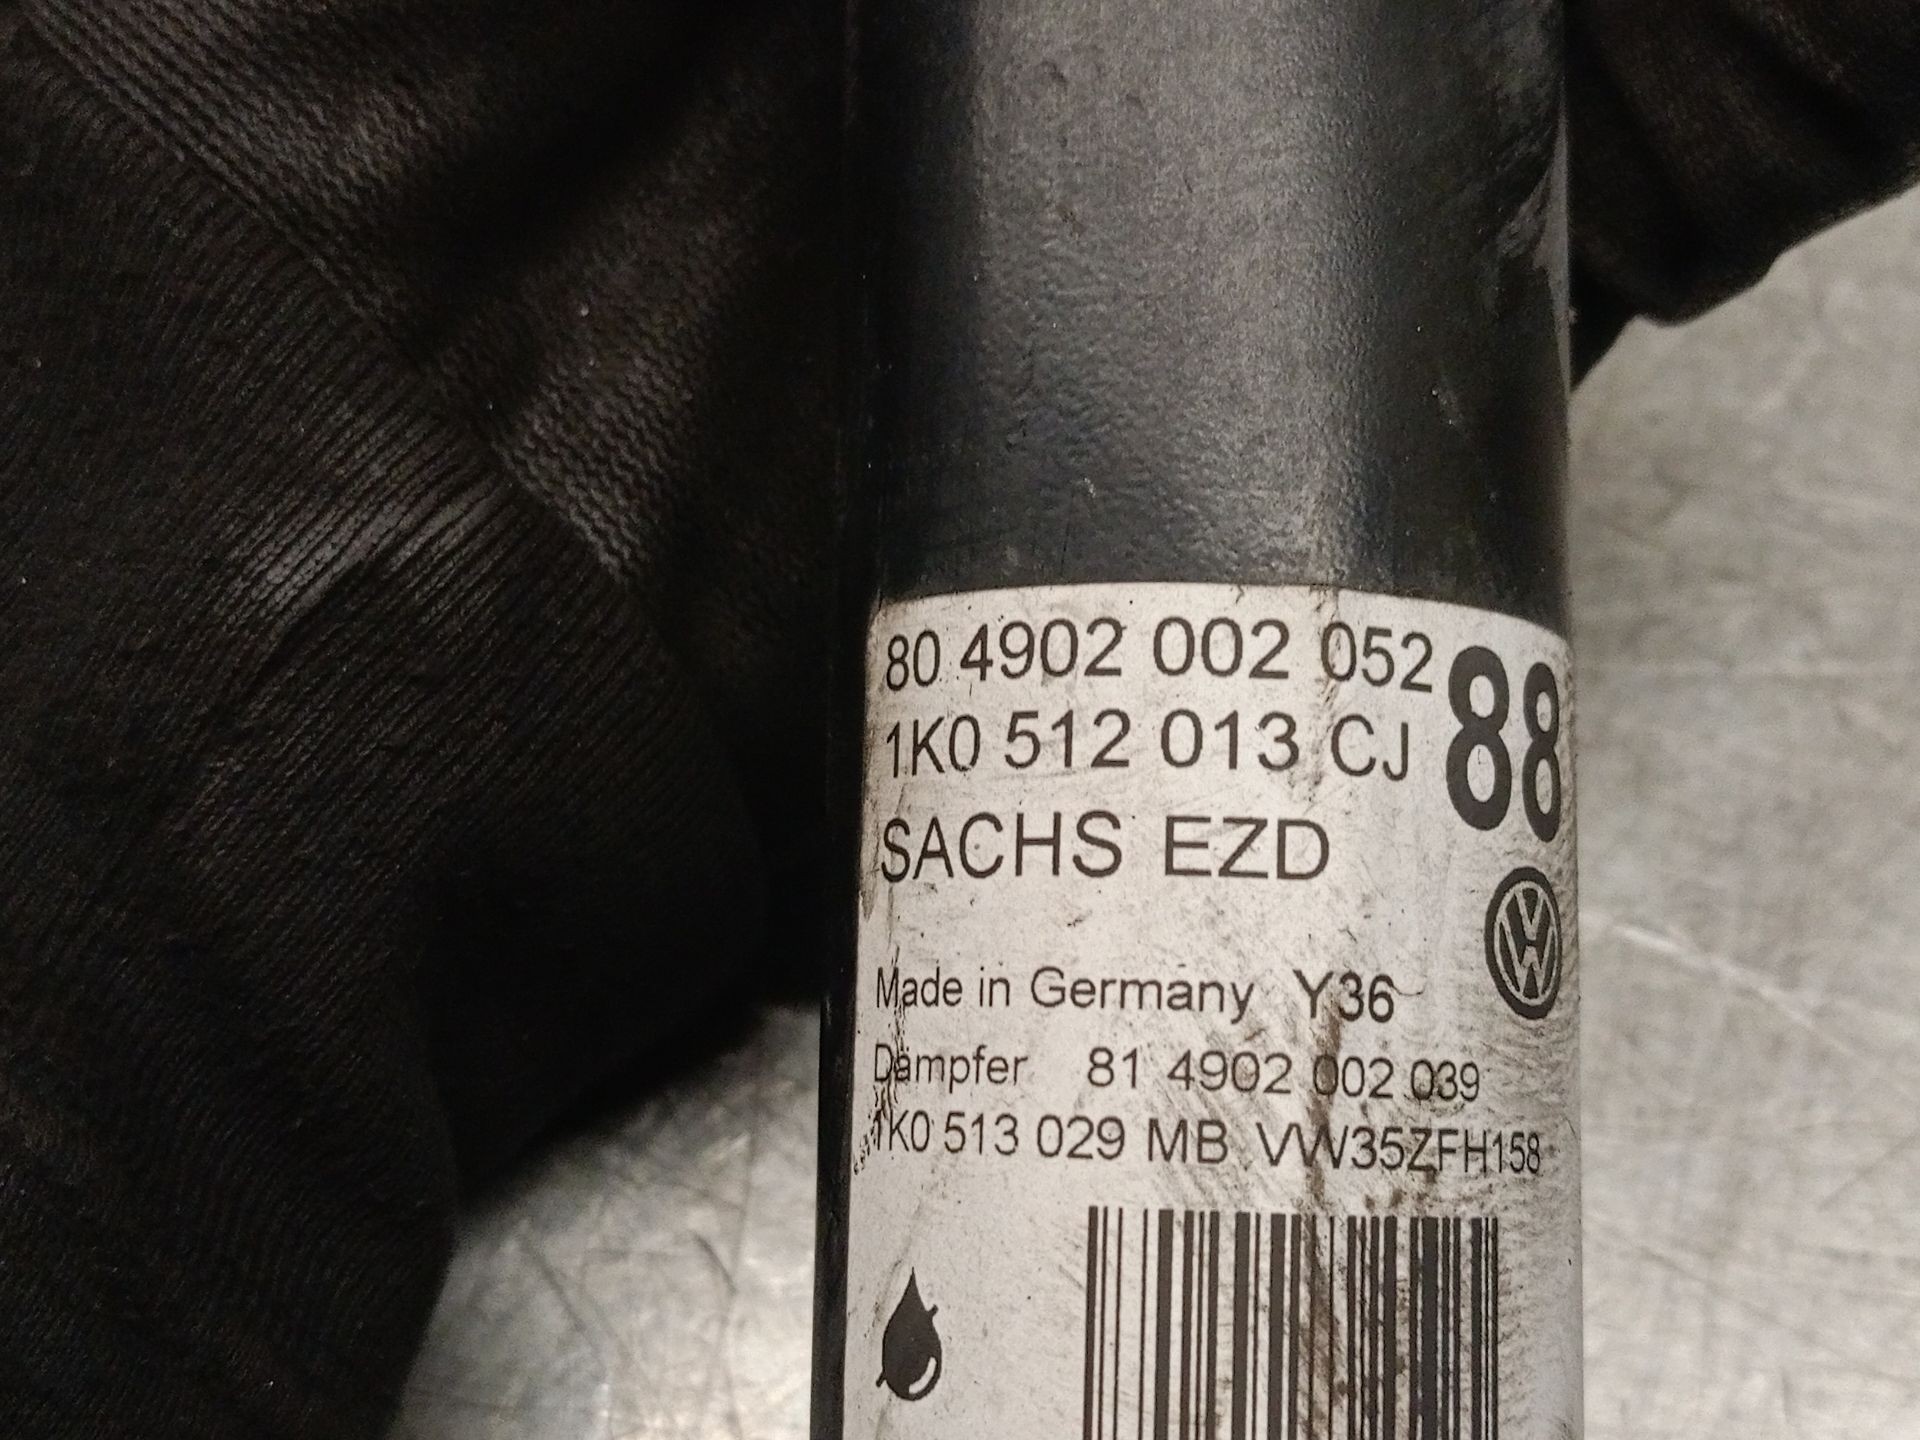 80 4902 002 052
1K0 512 013 CJ
88
SACHS EZD
Made in Germany Y36
Dämpfer 81 4902 002 039
1K0 513 029 MB VW35ZFH158